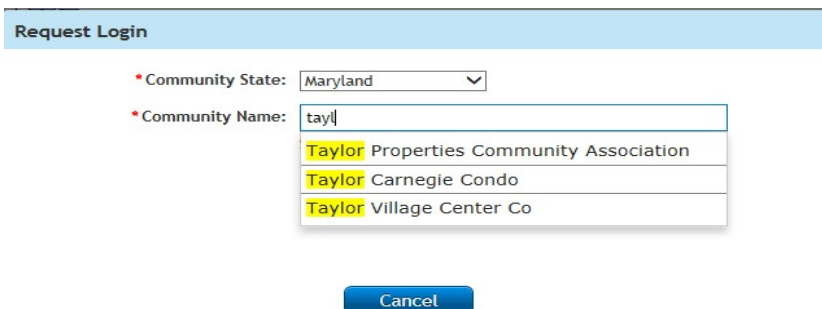 Request Login
*Community State: Maryland
*Community Name: tayl
Taylor Properties Community Association
Taylor Carnegie Condo
Taylor Village Center Co
Cancel